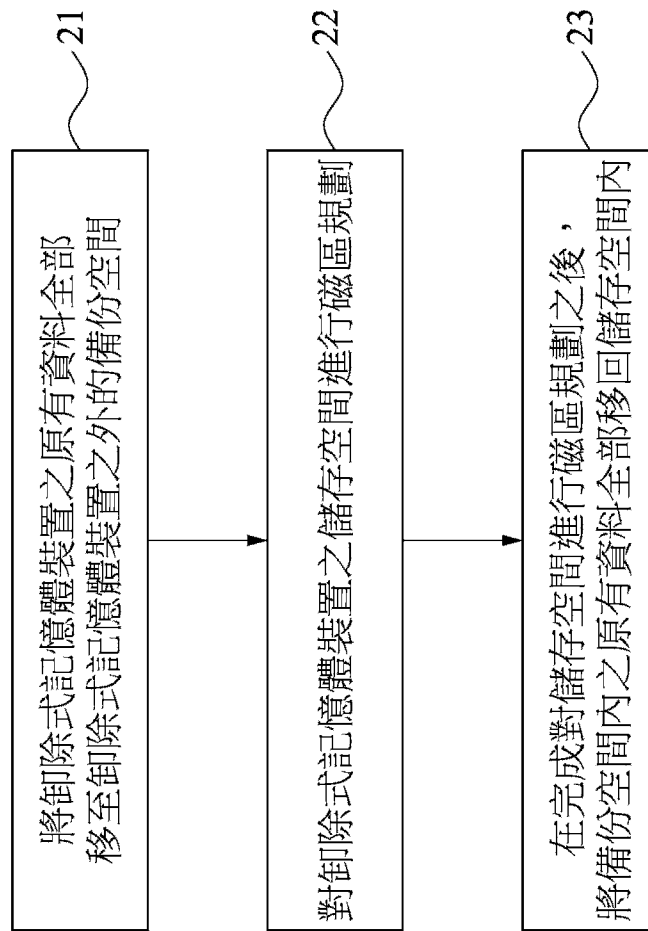 將卸除式記憶體裝置之原有資料全部
移至卸除式記憶體裝置之外的備份空間
21
對卸除式記憶體裝置之儲存空間進行磁區規劃
22
在完成對儲存空間進行磁區規劃之後，
將備份空間內之原有資料全部移回儲存空間內
23